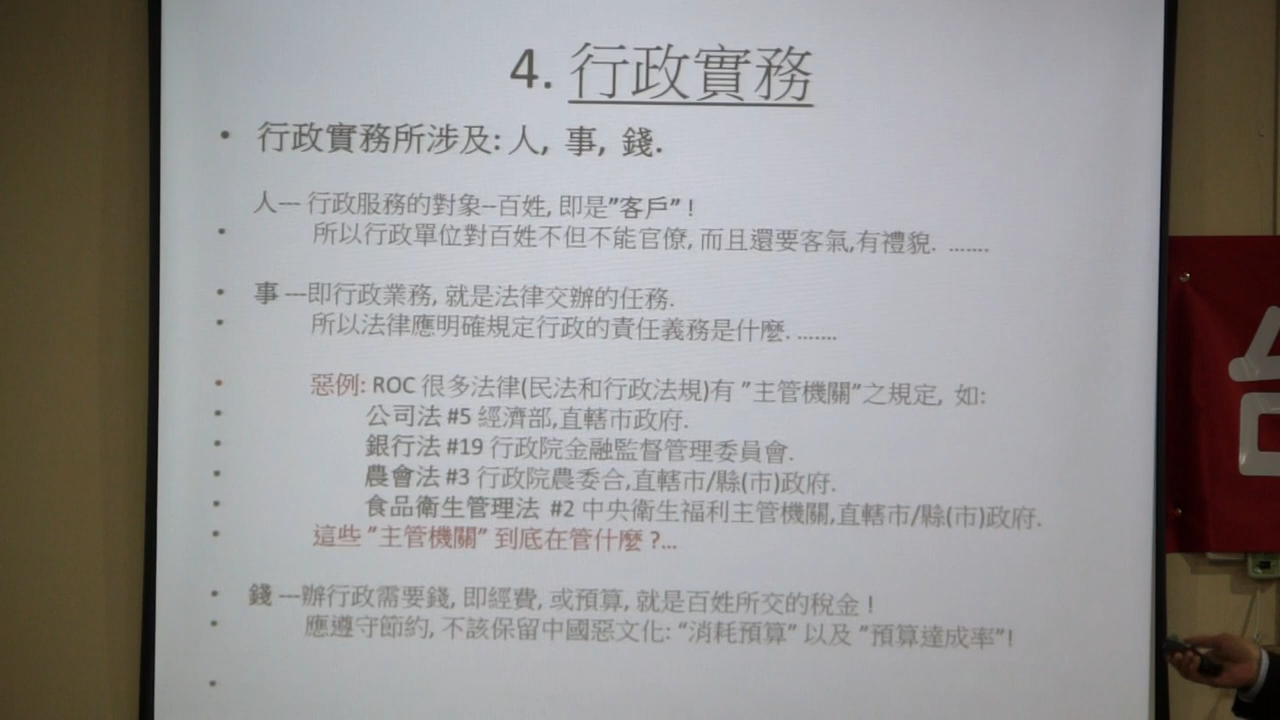 4. 行政實務
• 行政實務所涉及: 人, 事, 錢.
人--- 行政服務的對象--百姓, 即是"客戶" !
• 所以行政單位對百姓不但不能官僚, 而且還要客氣,有禮貌. .......
• 事 ---即行政業務, 就是法律交辦的任務.
• 所以法律應明確規定行政的責任義務是什麼. .......
• 惡例: ROC 很多法律(民法和行政法規)有 "主管機關"之規定, 如:
• 公司法 #5 經濟部,直轄市政府.
• 銀行法 #19 行政院金融監督管理委員會.
• 農會法 #3 行政院農委合,直轄市/縣(市)政府.
• 食品衛生管理法 #2 中央衛生福利主管機關,直轄市/縣(市)政府.
• 這些 "主管機關" 到底在管什麼 ?...
• 錢 ---辦行政需要錢, 即經費, 或預算, 就是百姓所交的稅金 !
• 應遵守節約, 不該保留中國惡文化: "消耗預算" 以及 "預算達成率"!
•